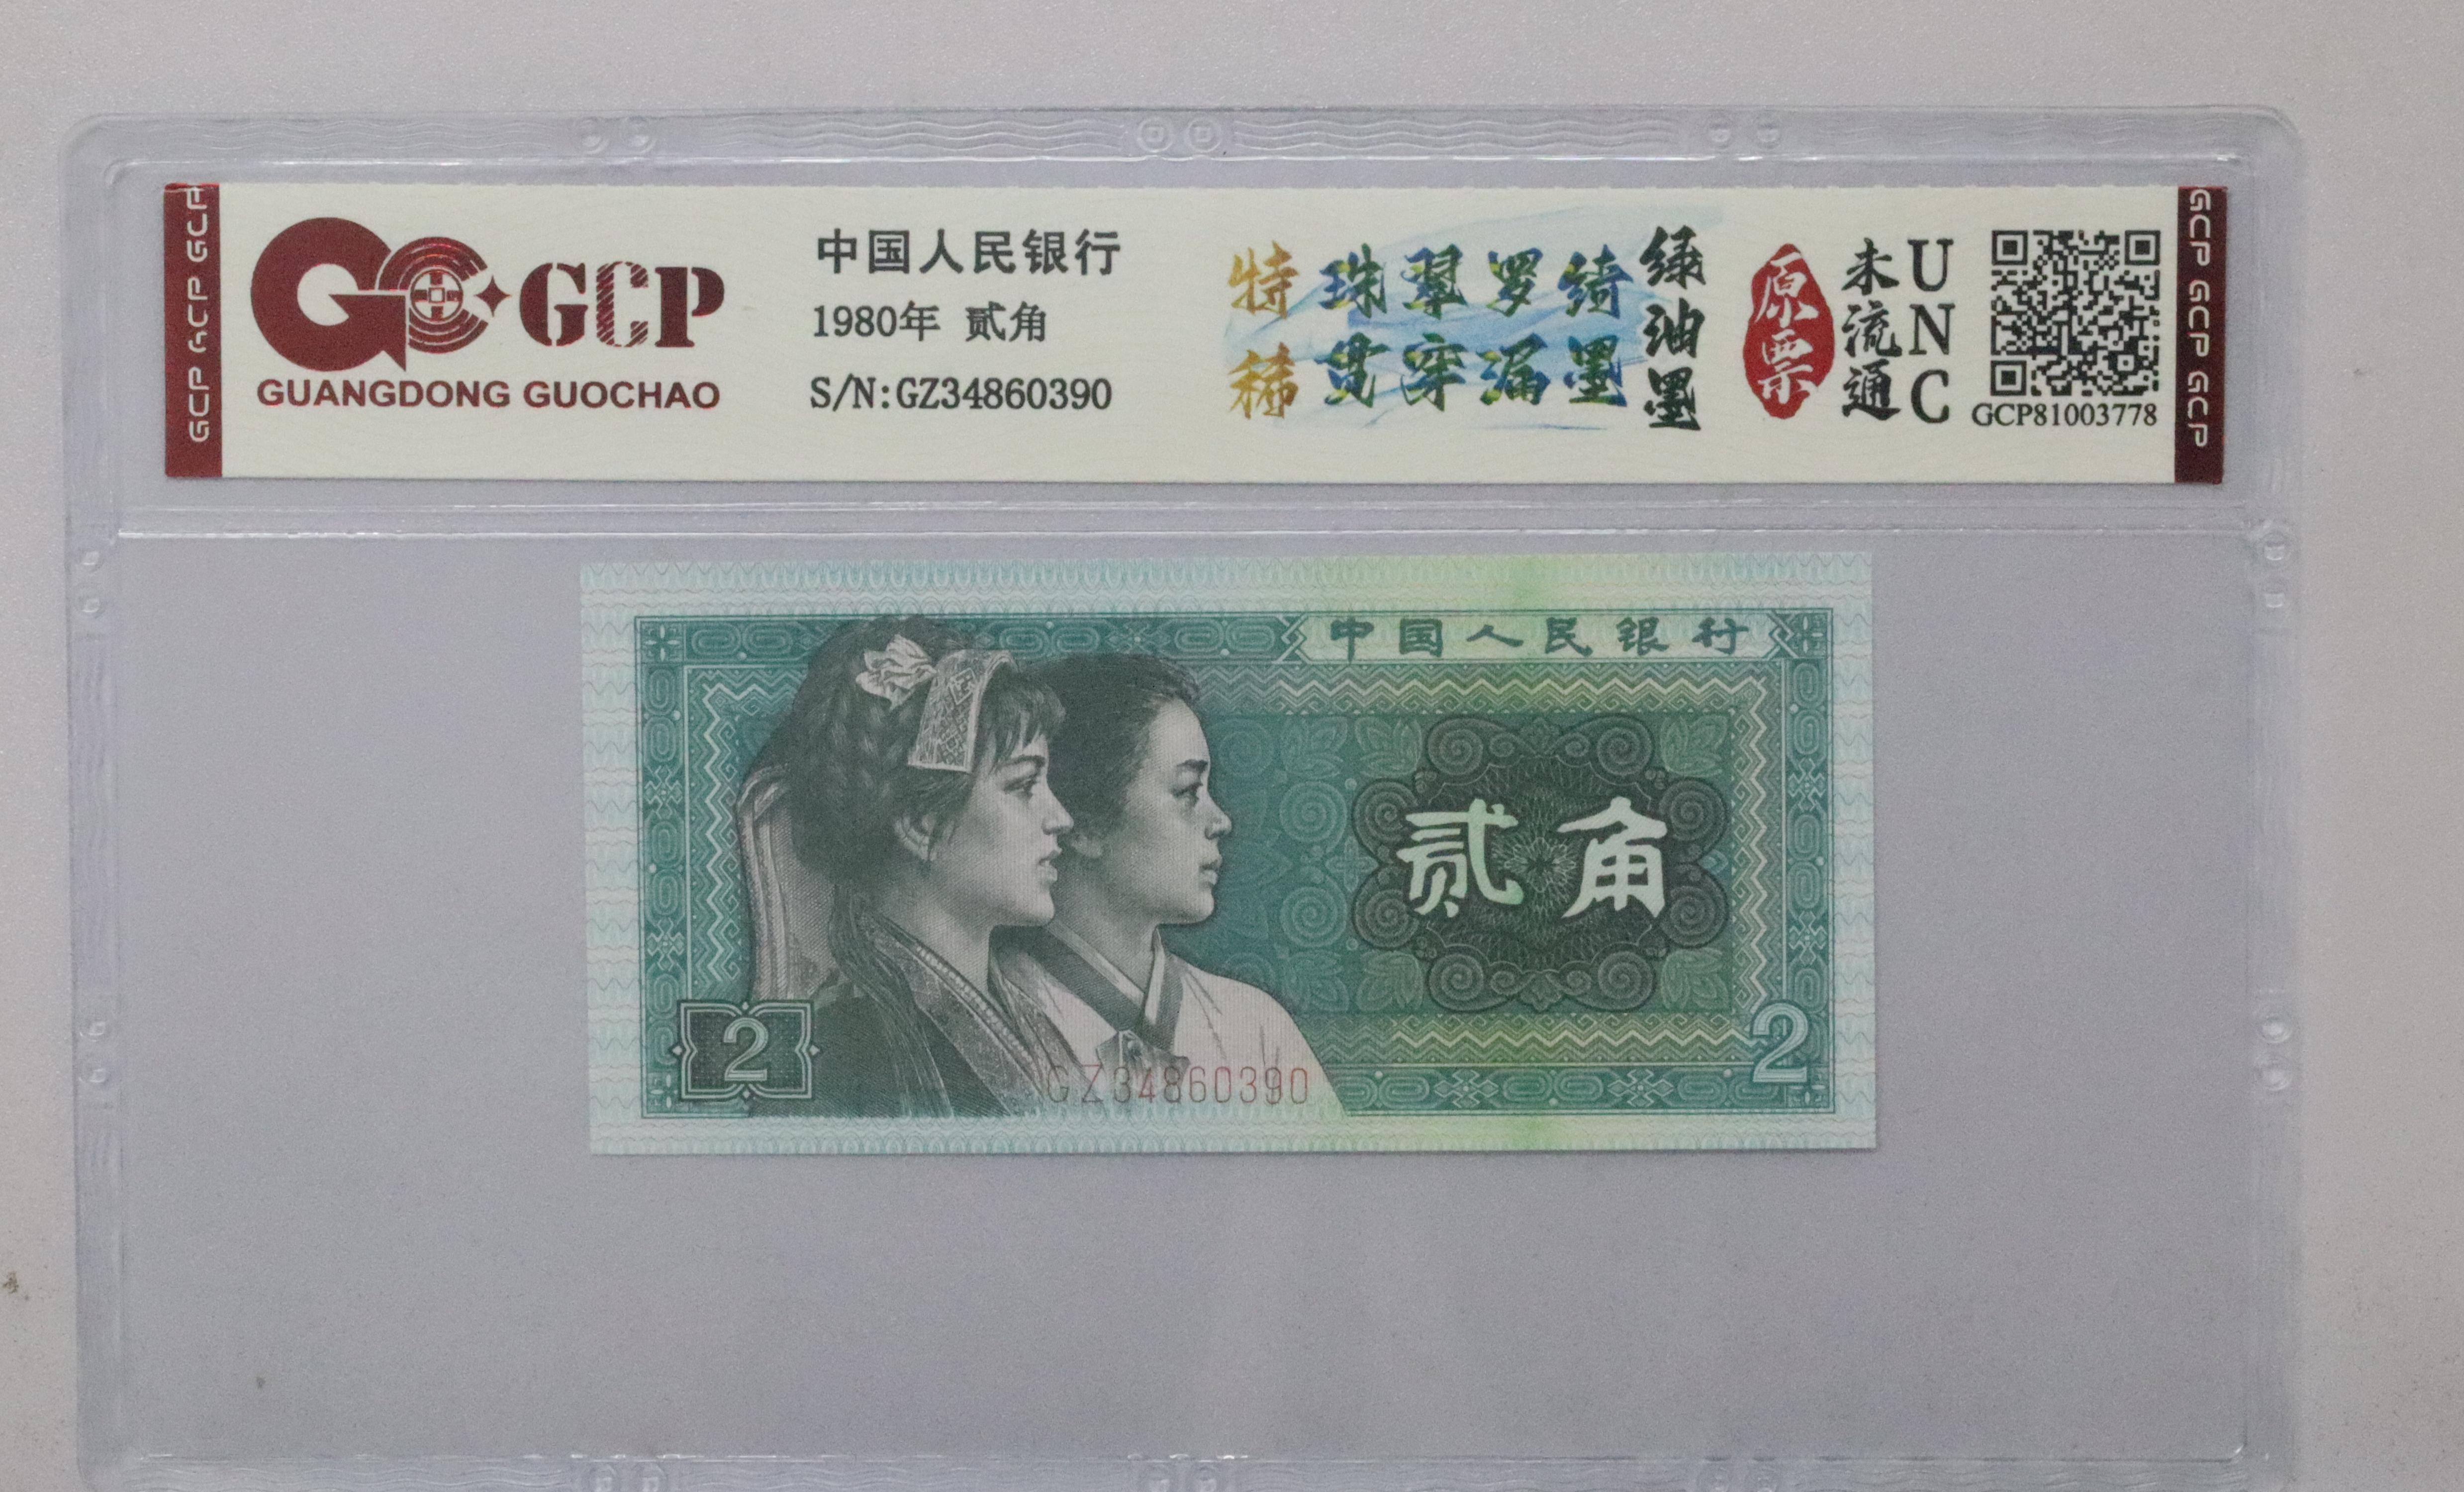 GCP GCP GCP
GCP
GUANGDONG GUOCHAO
中国人民银行
1980年 贰角
S/N:GZ34860390
特稀
珠翠罗绮
贯穿漏墨
绿油墨
原票
未流通
UNC
GCP81003778
GCP GCP GCP
中国人民银行
贰角
2
GZ34860390
2